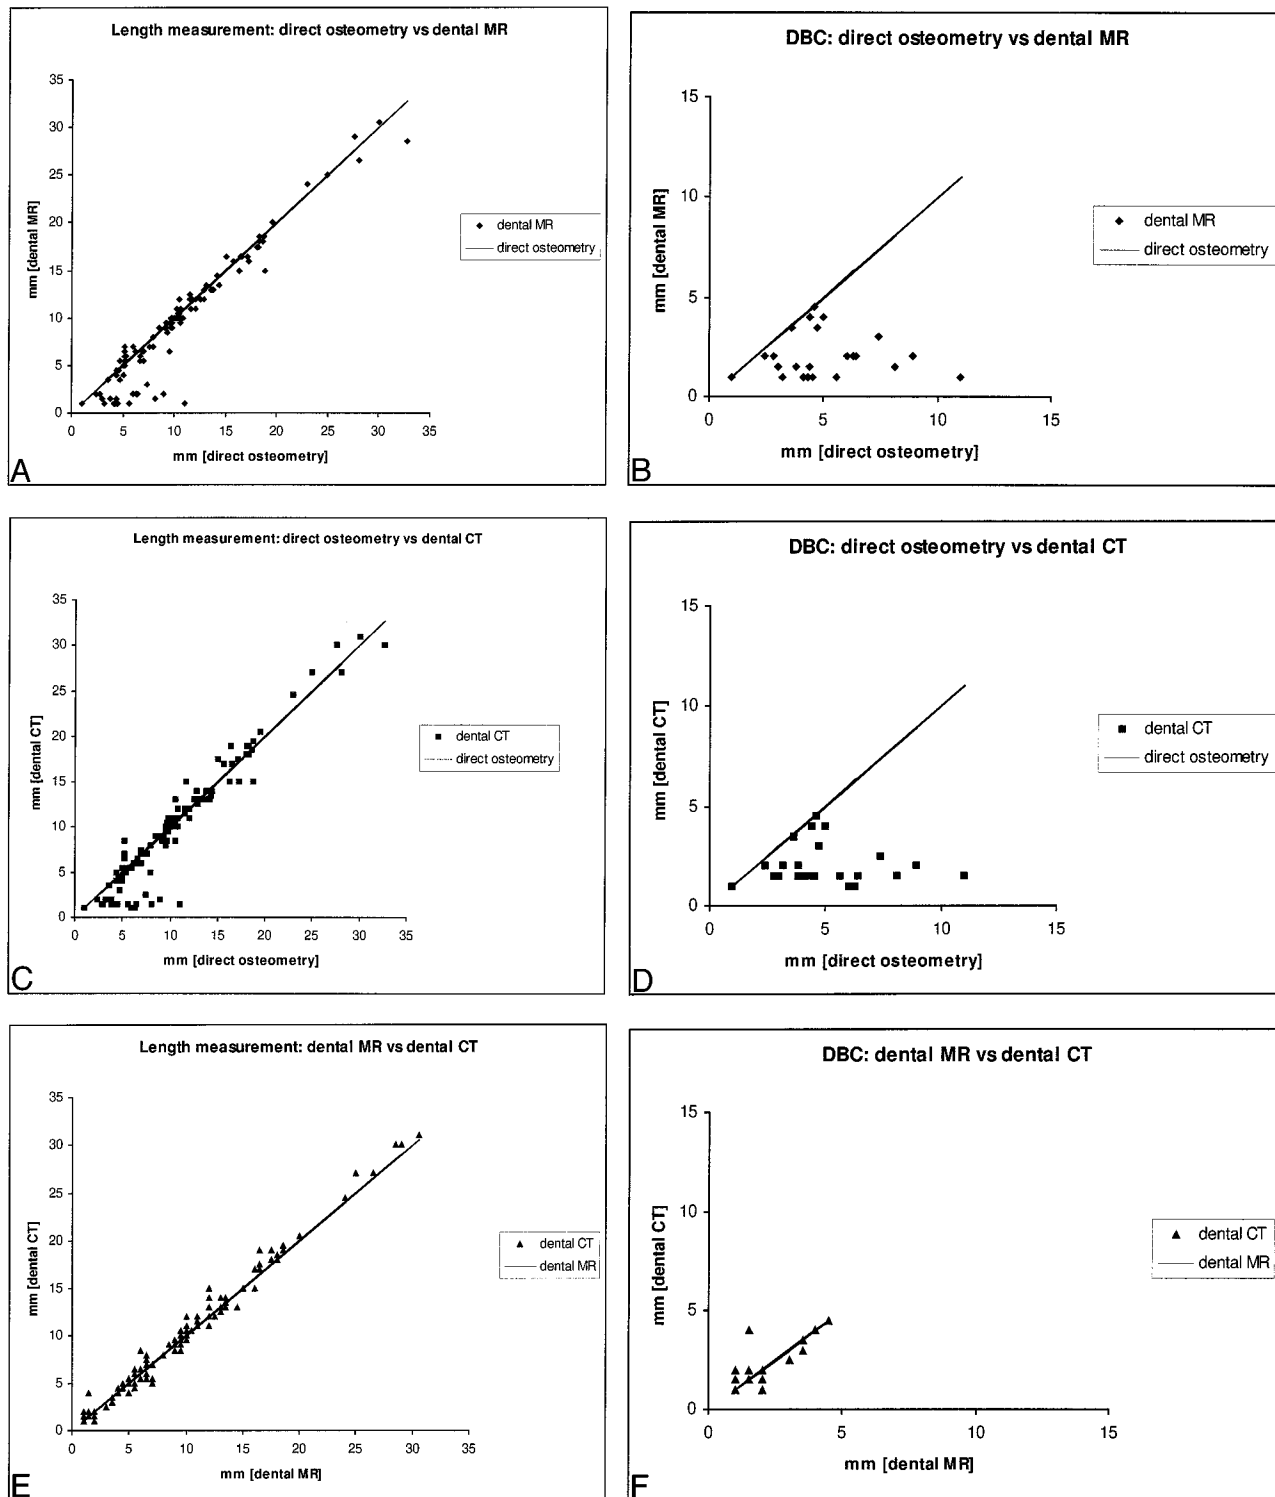 Length measurement: direct osteometry vs dental MR
35
30
25
20
15
10
5
0
mm [dental MR]
0 5 10 15 20 25 30 35
mm [direct osteometry]
dental MR
direct osteometry
A
DBC: direct osteometry vs dental MR
15
10
5
0
mm [dental MR]
0 5 10 15
mm [direct osteometry]
dental MR
direct osteometry
B
Length measurement: direct osteometry vs dental CT
35
30
25
20
15
10
5
0
mm [dental CT]
0 5 10 15 20 25 30 35
mm [direct osteometry]
dental CT
direct osteometry
C
DBC: direct osteometry vs dental CT
15
10
5
0
mm [dental CT]
0 5 10 15
mm [direct osteometry]
dental CT
direct osteometry
D
Length measurement: dental MR vs dental CT
35
30
25
20
15
10
5
0
mm [dental CT]
0 5 10 15 20 25 30 35
mm [dental MR]
dental CT
dental MR
E
DBC: dental MR vs dental CT
15
10
5
0
mm [dental CT]
0 5 10 15
mm [dental MR]
dental CT
dental MR
F